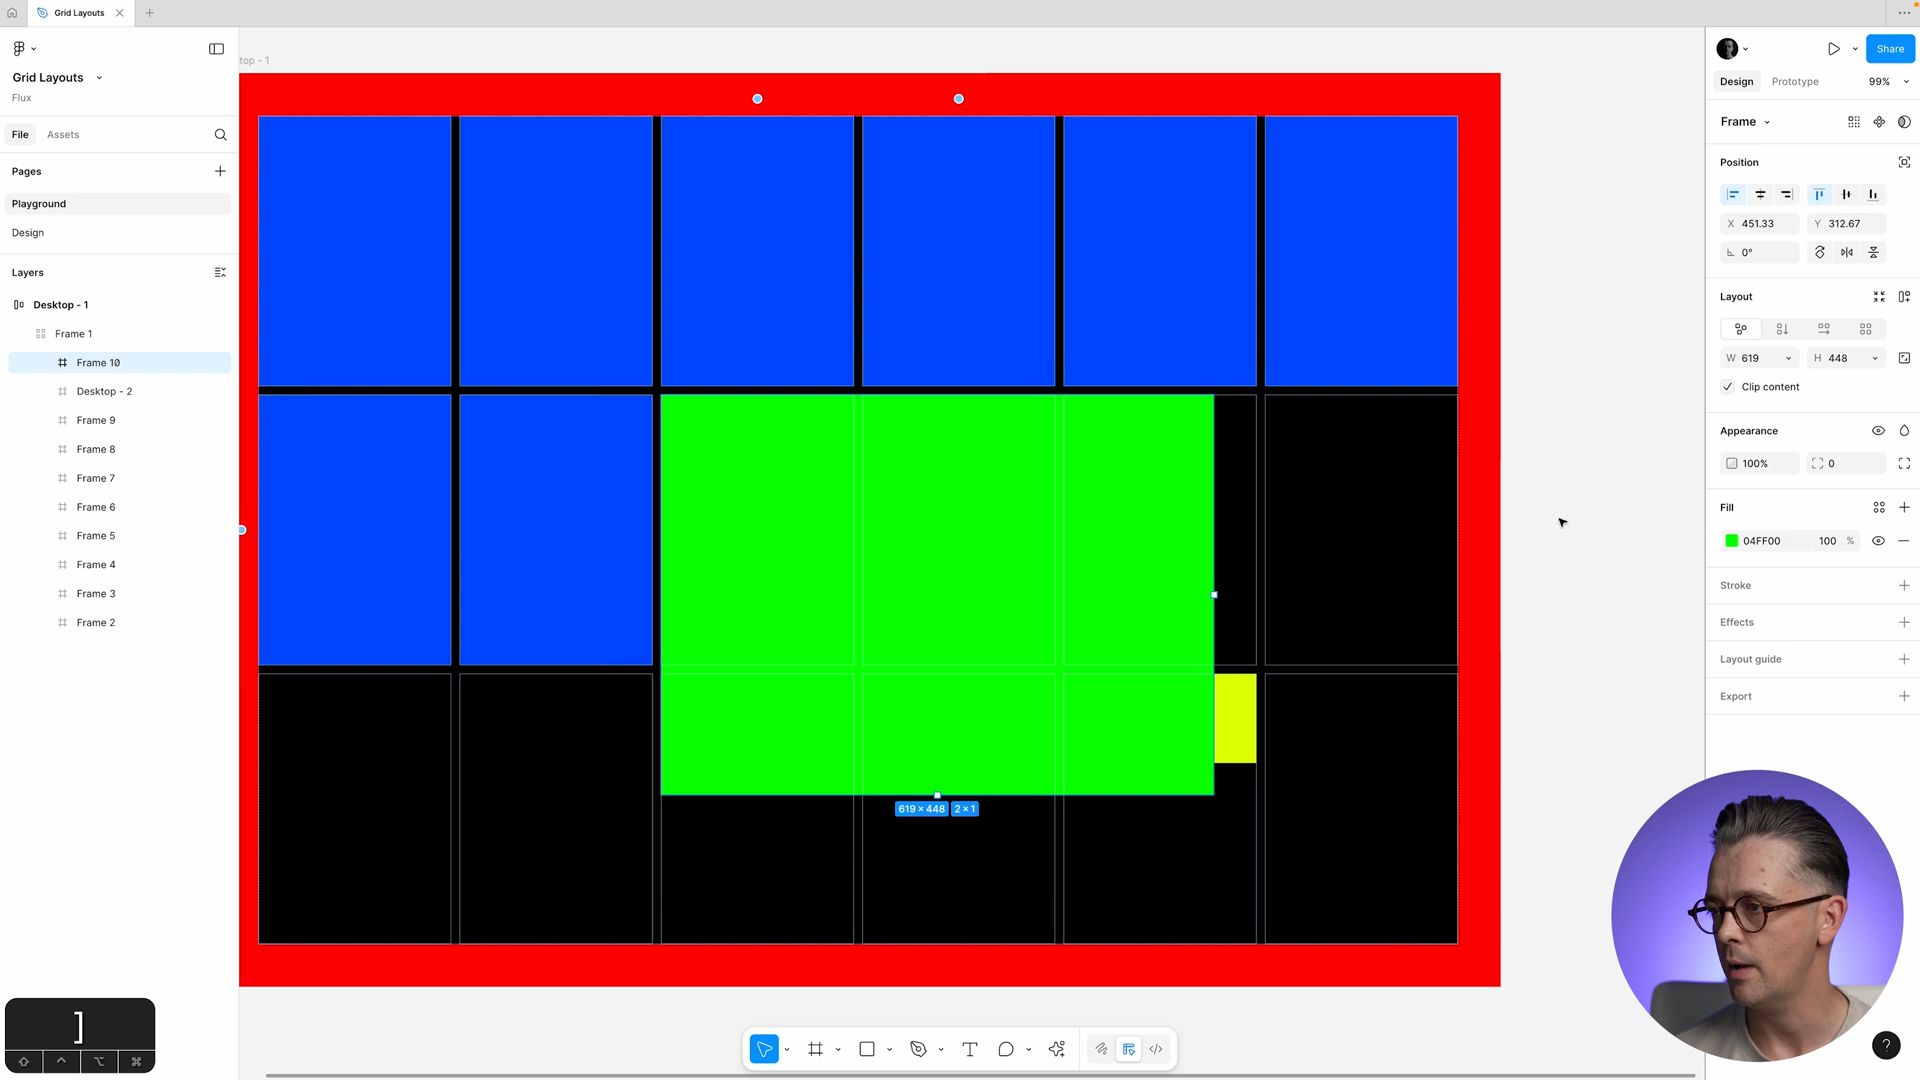 Grid Layouts
Grid Layouts
Flux
File
Assets
Pages
Playground
Design
Layers
Desktop - 1
Frame 1
Frame 10
Desktop - 2
Frame 9
Frame 8
Frame 7
Frame 6
Frame 5
Frame 4
Frame 3
Frame 2
]
top - 1
619 × 448
2 × 1
Share
Design
Prototype
99%
Frame
Position
X 451.33
Y 312.67
0°
Layout
W 619
H 448
Clip content
Appearance
100%
0
Fill
04FF00
100 %
Stroke
Effects
Layout guide
Export
?